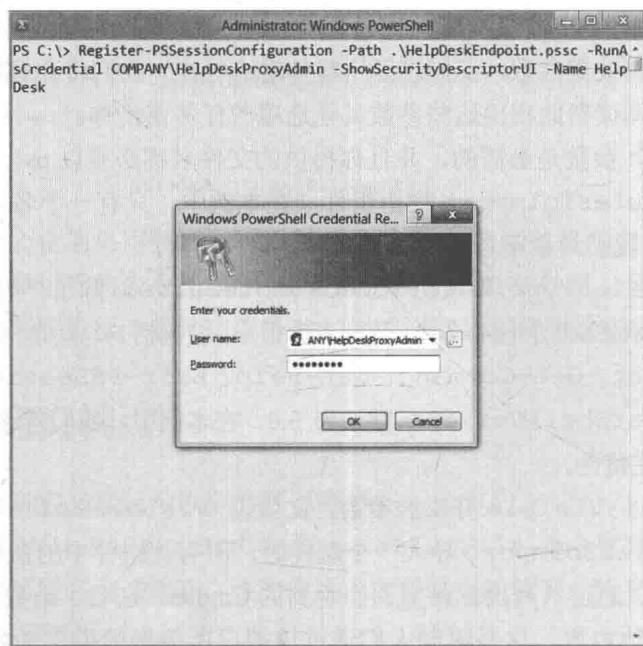 Administrator: Windows PowerShell
PS C:\> Register-PSSessionConfiguration -Path .\HelpDeskEndpoint.pssc -RunA
sCredential COMPANY\HelpDeskProxyAdmin -ShowSecurityDescriptorUI -Name Help
Desk
Windows PowerShell Credential Re...
Enter your credentials.
User name: ANY\HelpDeskProxyAdmin
Password: ••••••••
OK Cancel